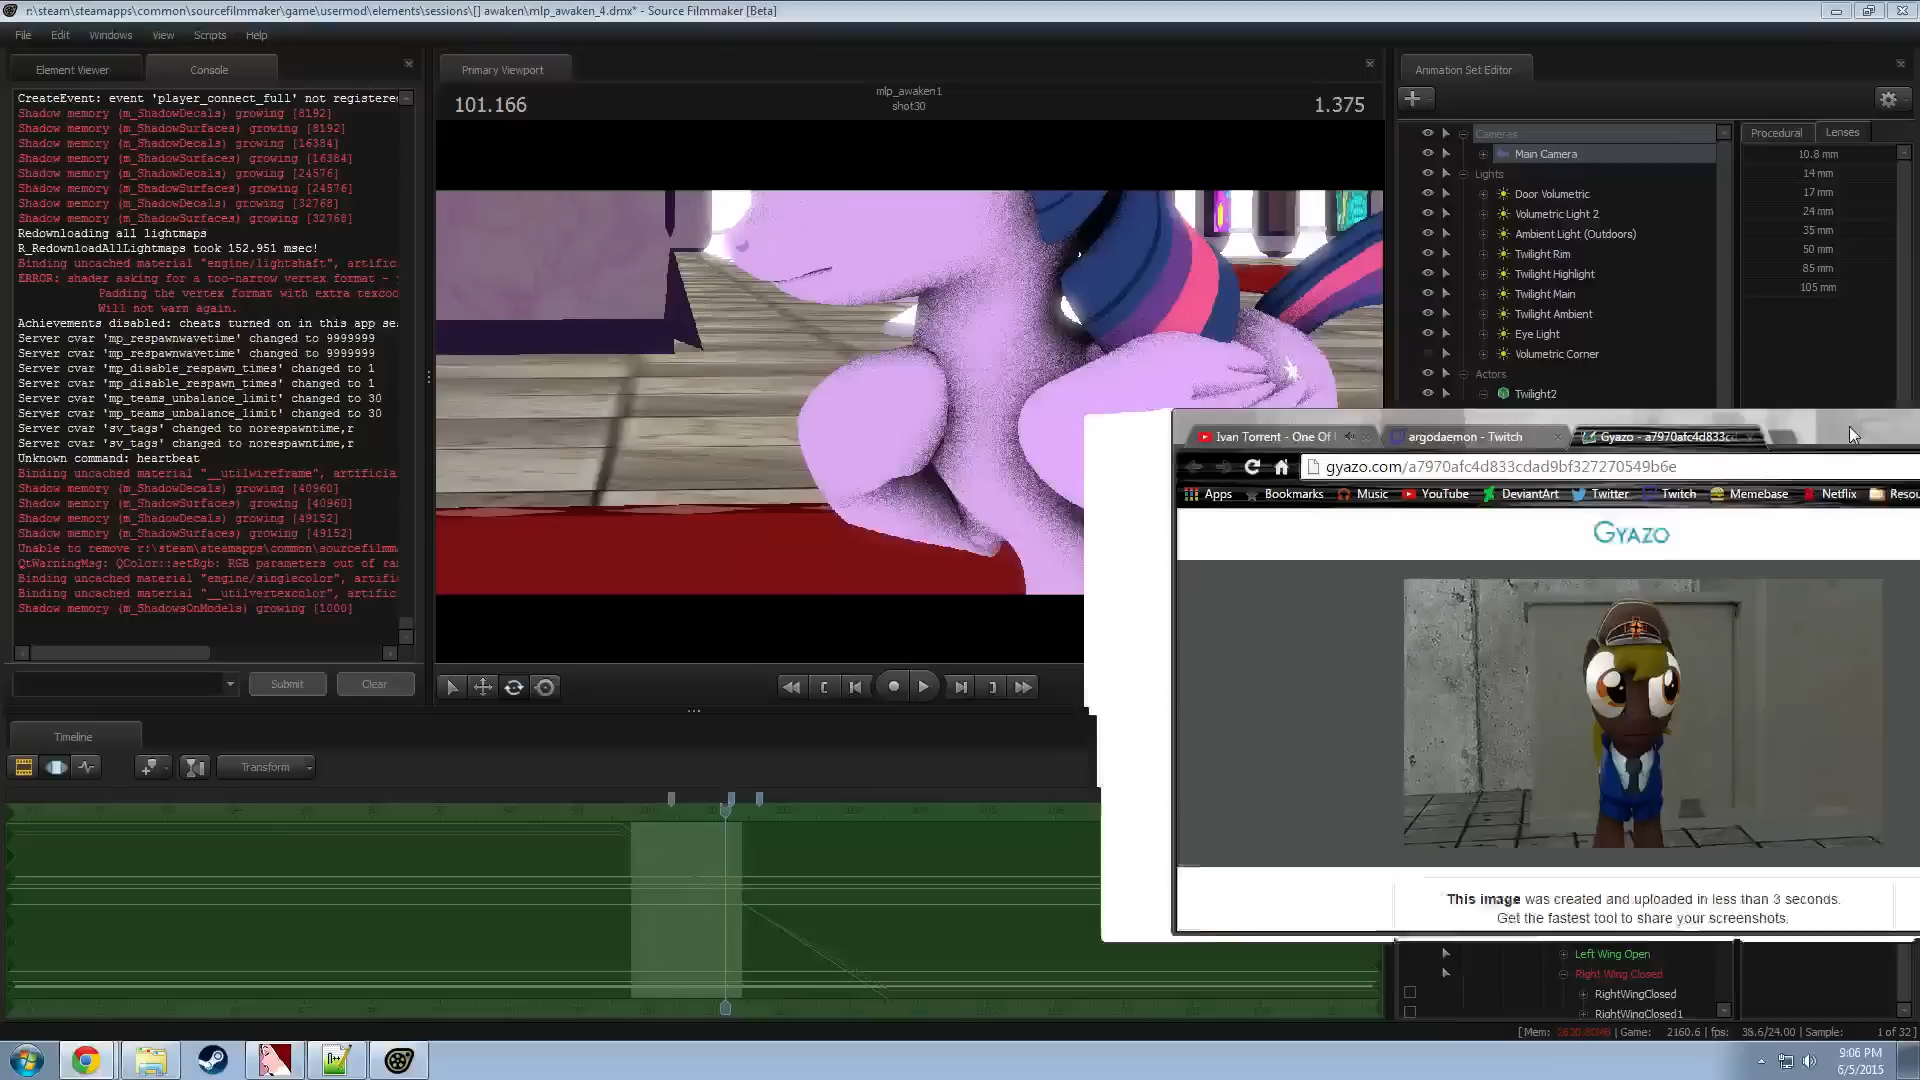 r:\steam\steamapps\common\sourcefilmmaker\game\usermod\elements\sessions\[] awaken\mlp_awaken_4.dmx* - Source Filmmaker [Beta]
File Edit Windows View Scripts Help
Element Viewer Console
CreateEvent: event 'player_connect_full' not registere
Shadow memory (m_ShadowDecals) growing [8192]
Shadow memory (m_ShadowSurfaces) growing [8192]
Shadow memory (m_ShadowDecals) growing [16384]
Shadow memory (m_ShadowSurfaces) growing [16384]
Shadow memory (m_ShadowDecals) growing [24576]
Shadow memory (m_ShadowSurfaces) growing [24576]
Shadow memory (m_ShadowDecals) growing [32768]
Shadow memory (m_ShadowSurfaces) growing [32768]
Redownloading all lightmaps
R_RedownloadAllLightmaps took 152.951 msec!
Binding uncached material "engine/lightshaft", artific
ERROR: shader asking for a too-narrow vertex format -
Padding the vertex format with extra texcoo
Will not warn again.
Achievements disabled: cheats turned on in this app se
Server cvar 'mp_respawnwavetime' changed to 9999999
Server cvar 'mp_respawnwavetime' changed to 9999999
Server cvar 'mp_disable_respawn_times' changed to 1
Server cvar 'mp_disable_respawn_times' changed to 1
Server cvar 'mp_teams_unbalance_limit' changed to 30
Server cvar 'mp_teams_unbalance_limit' changed to 30
Server cvar 'sv_tags' changed to norespawntime,r
Server cvar 'sv_tags' changed to norespawntime,r
Unknown command: heartbeat
Binding uncached material "__utilwireframe", artificia
Shadow memory (m_ShadowDecals) growing [40960]
Shadow memory (m_ShadowSurfaces) growing [40960]
Shadow memory (m_ShadowDecals) growing [49152]
Shadow memory (m_ShadowSurfaces) growing [49152]
Unable to remove r:\steam\steamapps\common\sourcefilmm
QtWarningMsg: QColor::setRgb: RGB parameters out of ra
Binding uncached material "engine/singlecolor", artifi
Binding uncached material "__utilvertexcolor", artific
Shadow memory (m_ShadowsOnModels) growing [1000]
Submit Clear
Primary Viewport
101.166
mlp_awaken1
shot30
1.375
Animation Set Editor
Cameras
Main Camera
Lights
Door Volumetric
Volumetric Light 2
Ambient Light (Outdoors)
Twilight Rim
Twilight Highlight
Twilight Main
Twilight Ambient
Eye Light
Volumetric Corner
Actors
Twilight2
Procedural Lenses
10.8 mm
14 mm
17 mm
24 mm
35 mm
50 mm
85 mm
105 mm
Ivan Torrent - One Of argodaemon - Twitch Gyazo - a7970afc4d833cc
gyazo.com/a7970afc4d833cdad9bf327270549b6e
Apps Bookmarks Music YouTube DeviantArt Twitter Twitch Memebase Netflix Resou
GYAZO
This image was created and uploaded in less than 3 seconds.
Get the fastest tool to share your screenshots.
Timeline
Transform
Left Wing Open
Right Wing Closed
RightWingClosed
RightWingClosed1
[Mem: 2620.80MB | Game: 2160.6 | fps: 38.6/24.00 | Sample: 1 of 32]
9:06 PM
6/5/2015